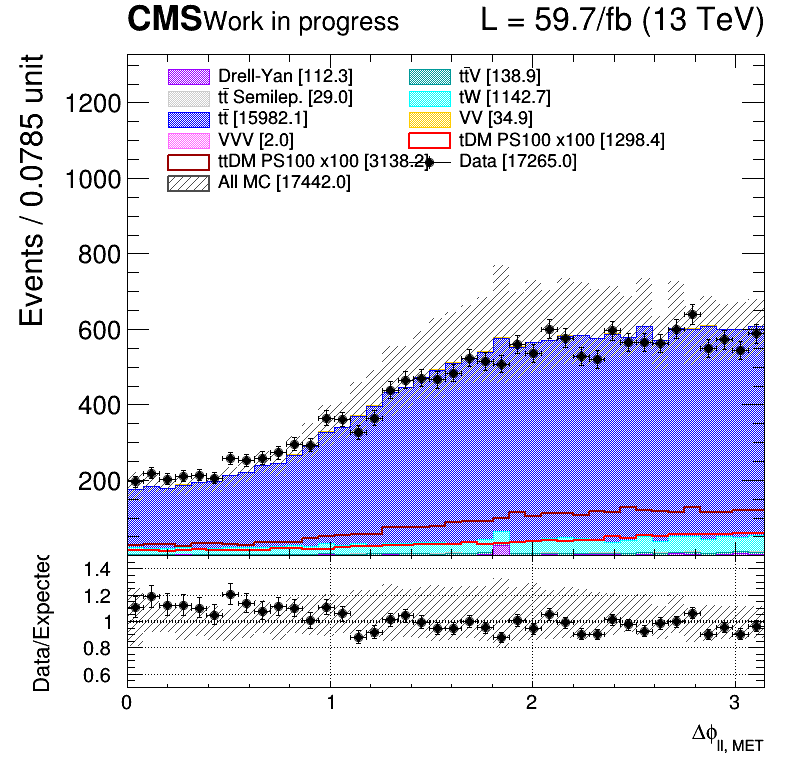 CMS Work in progress L = 59.7/fb (13 TeV)
Events / 0.0785 unit
Drell-Yan [112.3] tt̄V [138.9]
tt̄ Semilep. [29.0] tW [1142.7]
tt̄ [15982.1] VV [34.9]
VVV [2.0] tDM PS100 x100 [1298.4]
ttDM PS100 x100 [3138.2] Data [17265.0]
All MC [17442.0]
1200
1000
800
600
400
200
Data/Expected
1.4
1.2
1
0.8
0.6
0 1 2 3
Δϕll, MET